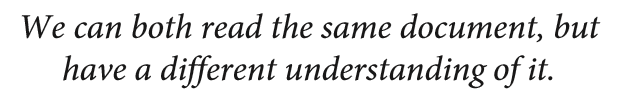 We can both read the same document, but
have a different understanding of it.